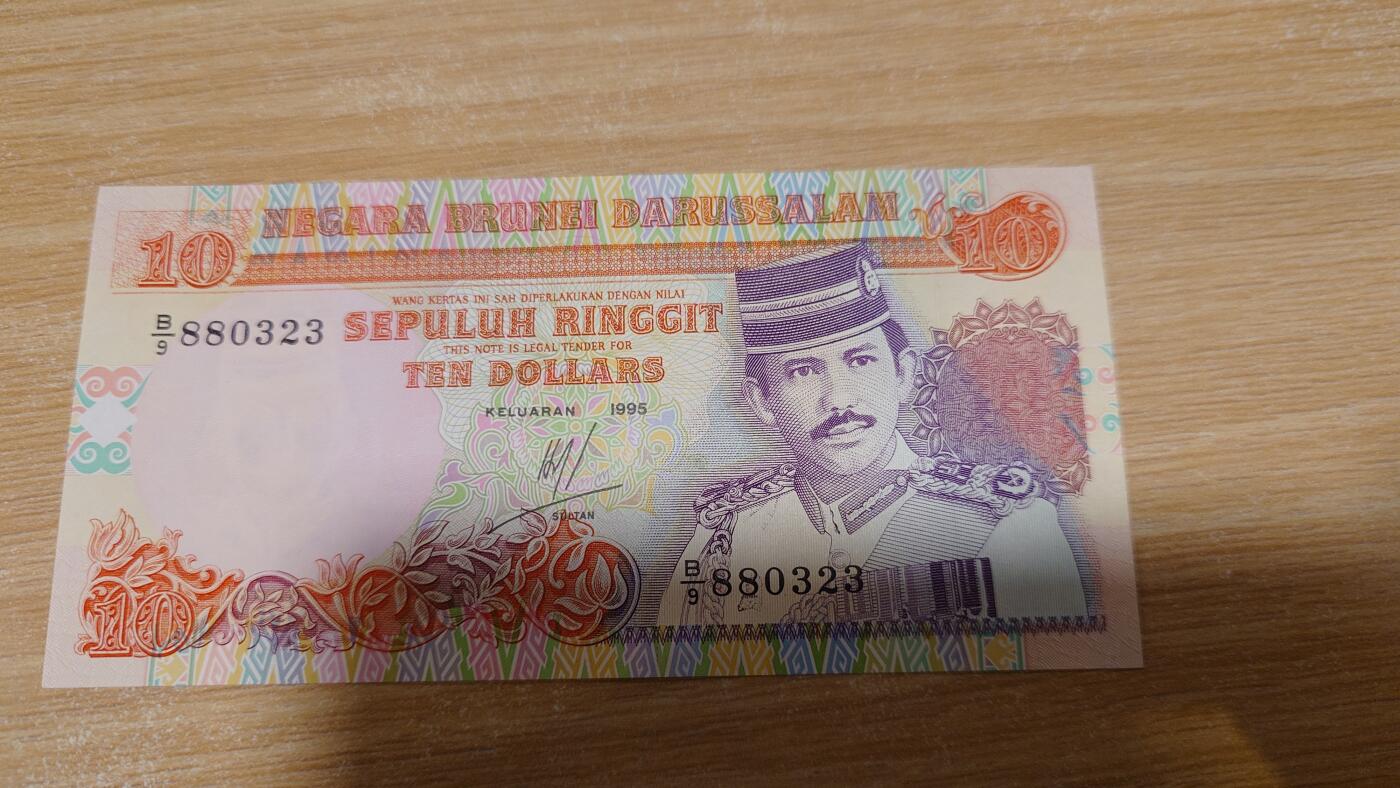 NEGARA BRUNEI DARUSSALAM
10
10
WANG KERTAS INI SAH DIPERLAKUKAN DENGAN NILAI
B/9 880323
SEPULUH RINGGIT
THIS NOTE IS LEGAL TENDER FOR
TEN DOLLARS
KELUARAN 1995
SULTAN
B/9 880323
10